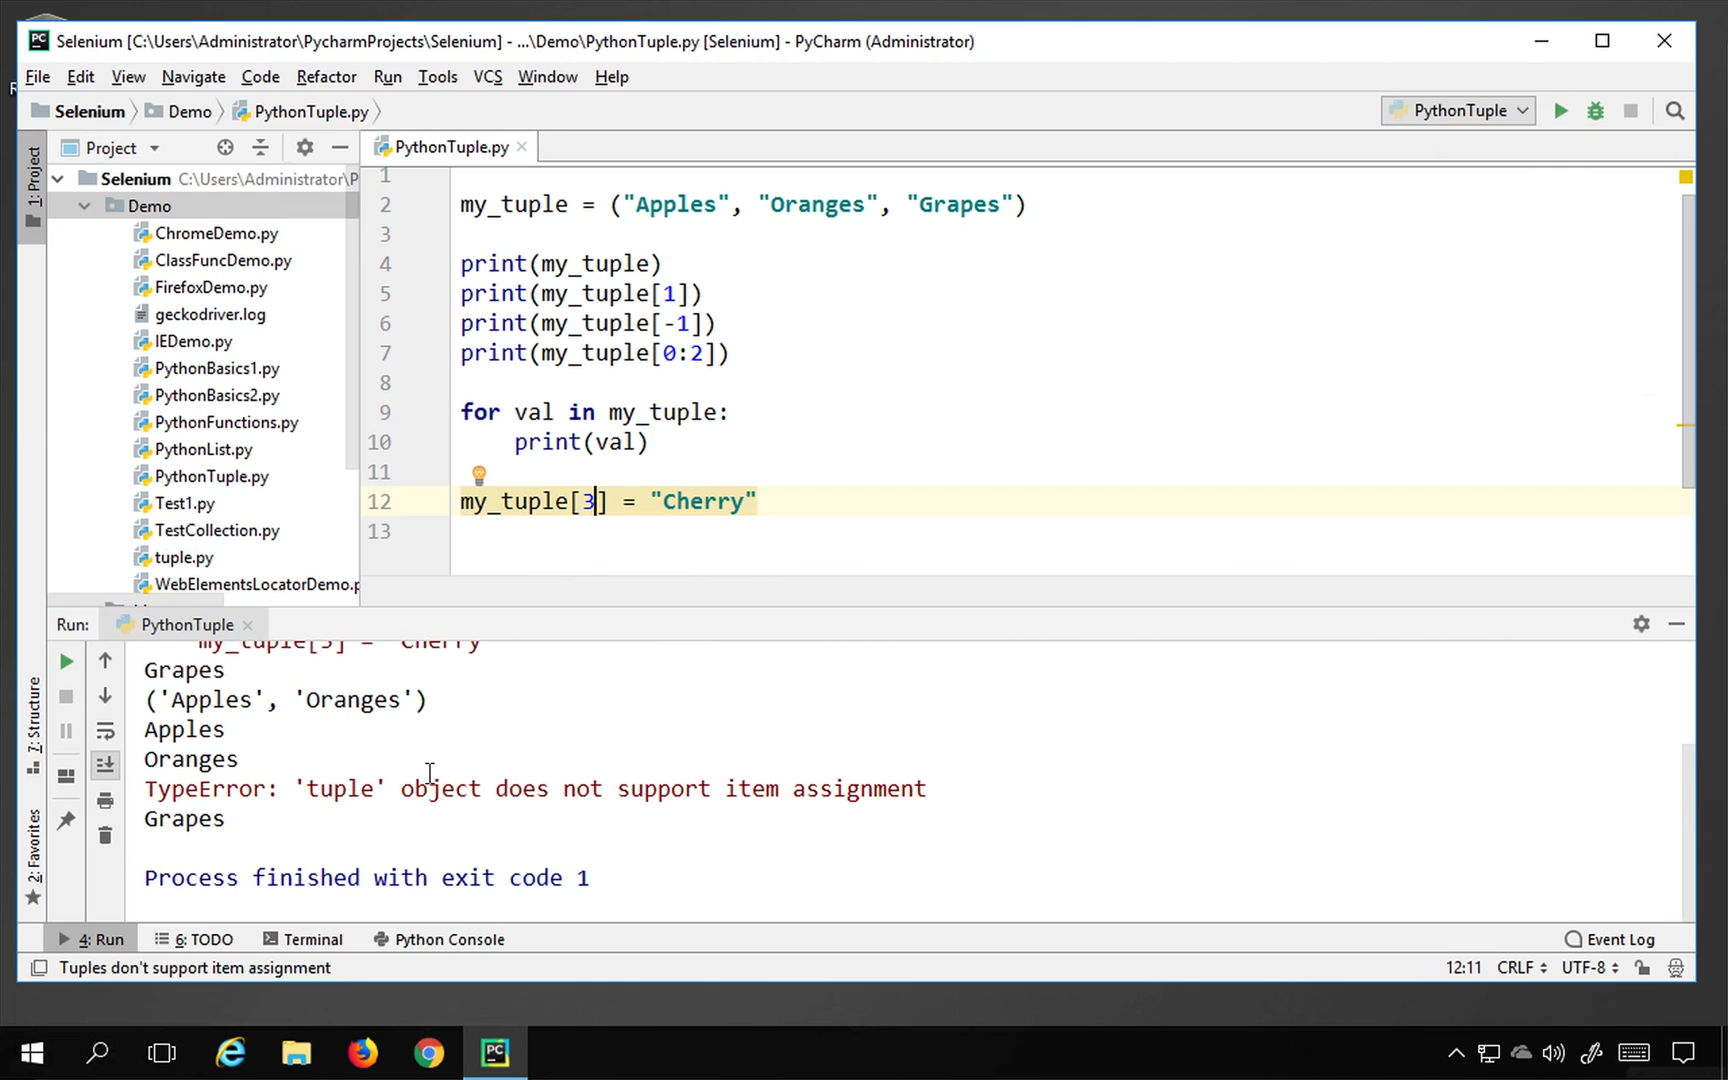 Selenium [C:\Users\Administrator\PycharmProjects\Selenium] - ...\Demo\PythonTuple.py [Selenium] - PyCharm (Administrator)
File Edit View Navigate Code Refactor Run Tools VCS Window Help
Selenium Demo PythonTuple.py PythonTuple
Project PythonTuple.py
1: Project
Selenium C:\Users\Administrator\P
Demo
ChromeDemo.py
ClassFuncDemo.py
FirefoxDemo.py
geckodriver.log
IEDemo.py
PythonBasics1.py
PythonBasics2.py
PythonFunctions.py
PythonList.py
PythonTuple.py
Test1.py
TestCollection.py
tuple.py
WebElementsLocatorDemo.p
1
2 my_tuple = ("Apples", "Oranges", "Grapes")
3
4 print(my_tuple)
5 print(my_tuple[1])
6 print(my_tuple[-1])
7 print(my_tuple[0:2])
8
9 for val in my_tuple:
10 print(val)
11
12 my_tuple[3] = "Cherry"
13
Run: PythonTuple
my_tuple[3] = "Cherry"
Grapes
('Apples', 'Oranges')
Apples
Oranges
TypeError: 'tuple' object does not support item assignment
Grapes
Process finished with exit code 1
7: Structure
2: Favorites
4: Run 6: TODO Terminal Python Console Event Log
Tuples don't support item assignment 12:11 CRLF UTF-8